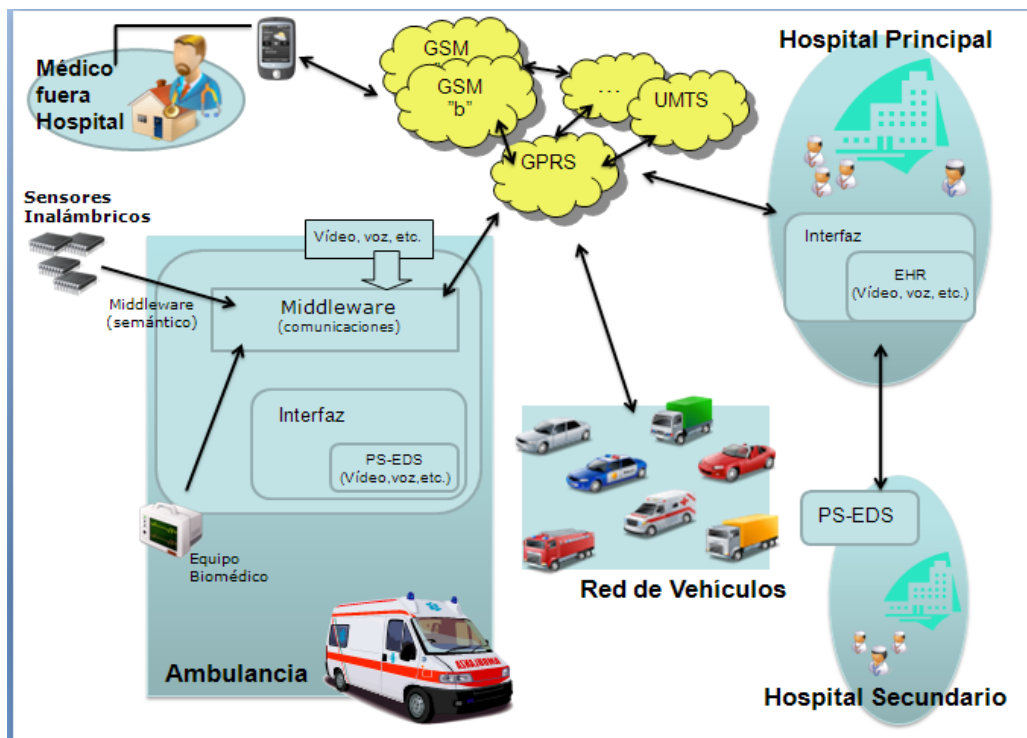 Médico
fuera
Hospital
GSM
GSM
"b"
...
UMTS
GPRS
Hospital Principal
Interfaz
EHR
(Vídeo, voz, etc.)
Sensores
Inalámbricos
Vídeo, voz, etc.
Middleware
(semántico)
Middleware
(comunicaciones)
Interfaz
PS-EDS
(Vídeo,voz,etc.)
Equipo
Biomédico
Ambulancia
Red de Vehículos
PS-EDS
Hospital Secundario